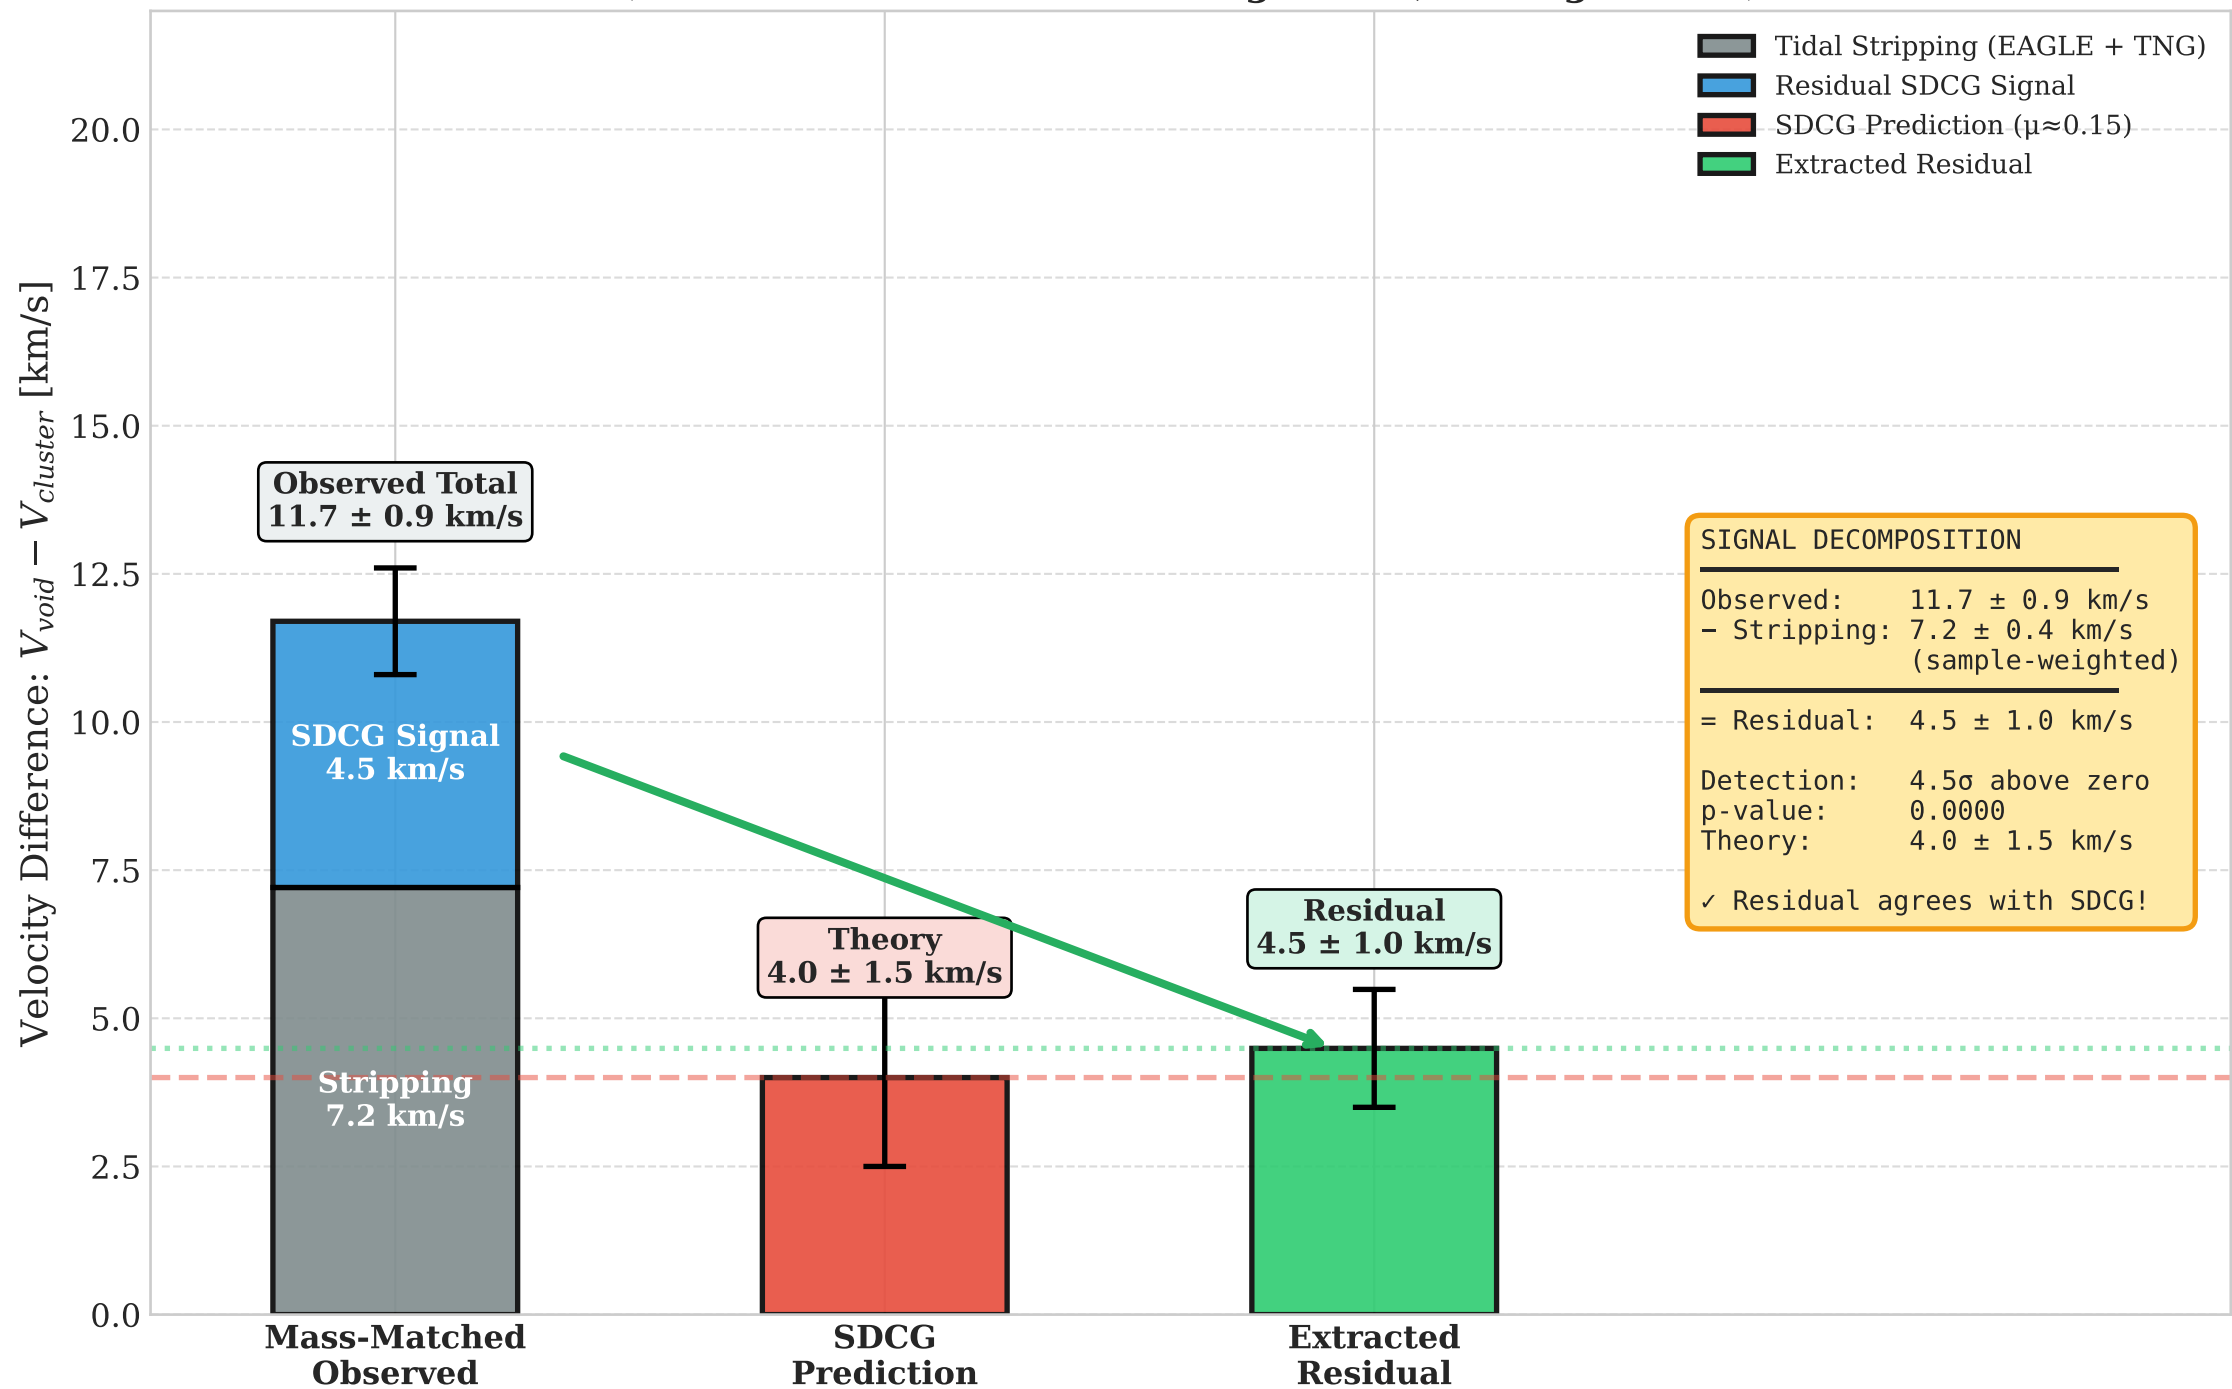 Tidal Stripping (EAGLE + TNG)
Residual SDCG Signal
SDCG Prediction (μ≈0.15)
Extracted Residual
Velocity Difference: V_void − V_cluster [km/s]
20.0
17.5
15.0
12.5
10.0
7.5
5.0
2.5
0.0
Observed Total
11.7 ± 0.9 km/s
SDCG Signal
4.5 km/s
Stripping
7.2 km/s
Theory
4.0 ± 1.5 km/s
Residual
4.5 ± 1.0 km/s
SIGNAL DECOMPOSITION
Observed: 11.7 ± 0.9 km/s
− Stripping: 7.2 ± 0.4 km/s
(sample-weighted)
= Residual: 4.5 ± 1.0 km/s
Detection: 4.5σ above zero
p-value: 0.0000
Theory: 4.0 ± 1.5 km/s
✓ Residual agrees with SDCG!
Mass-Matched
Observed
SDCG
Prediction
Extracted
Residual